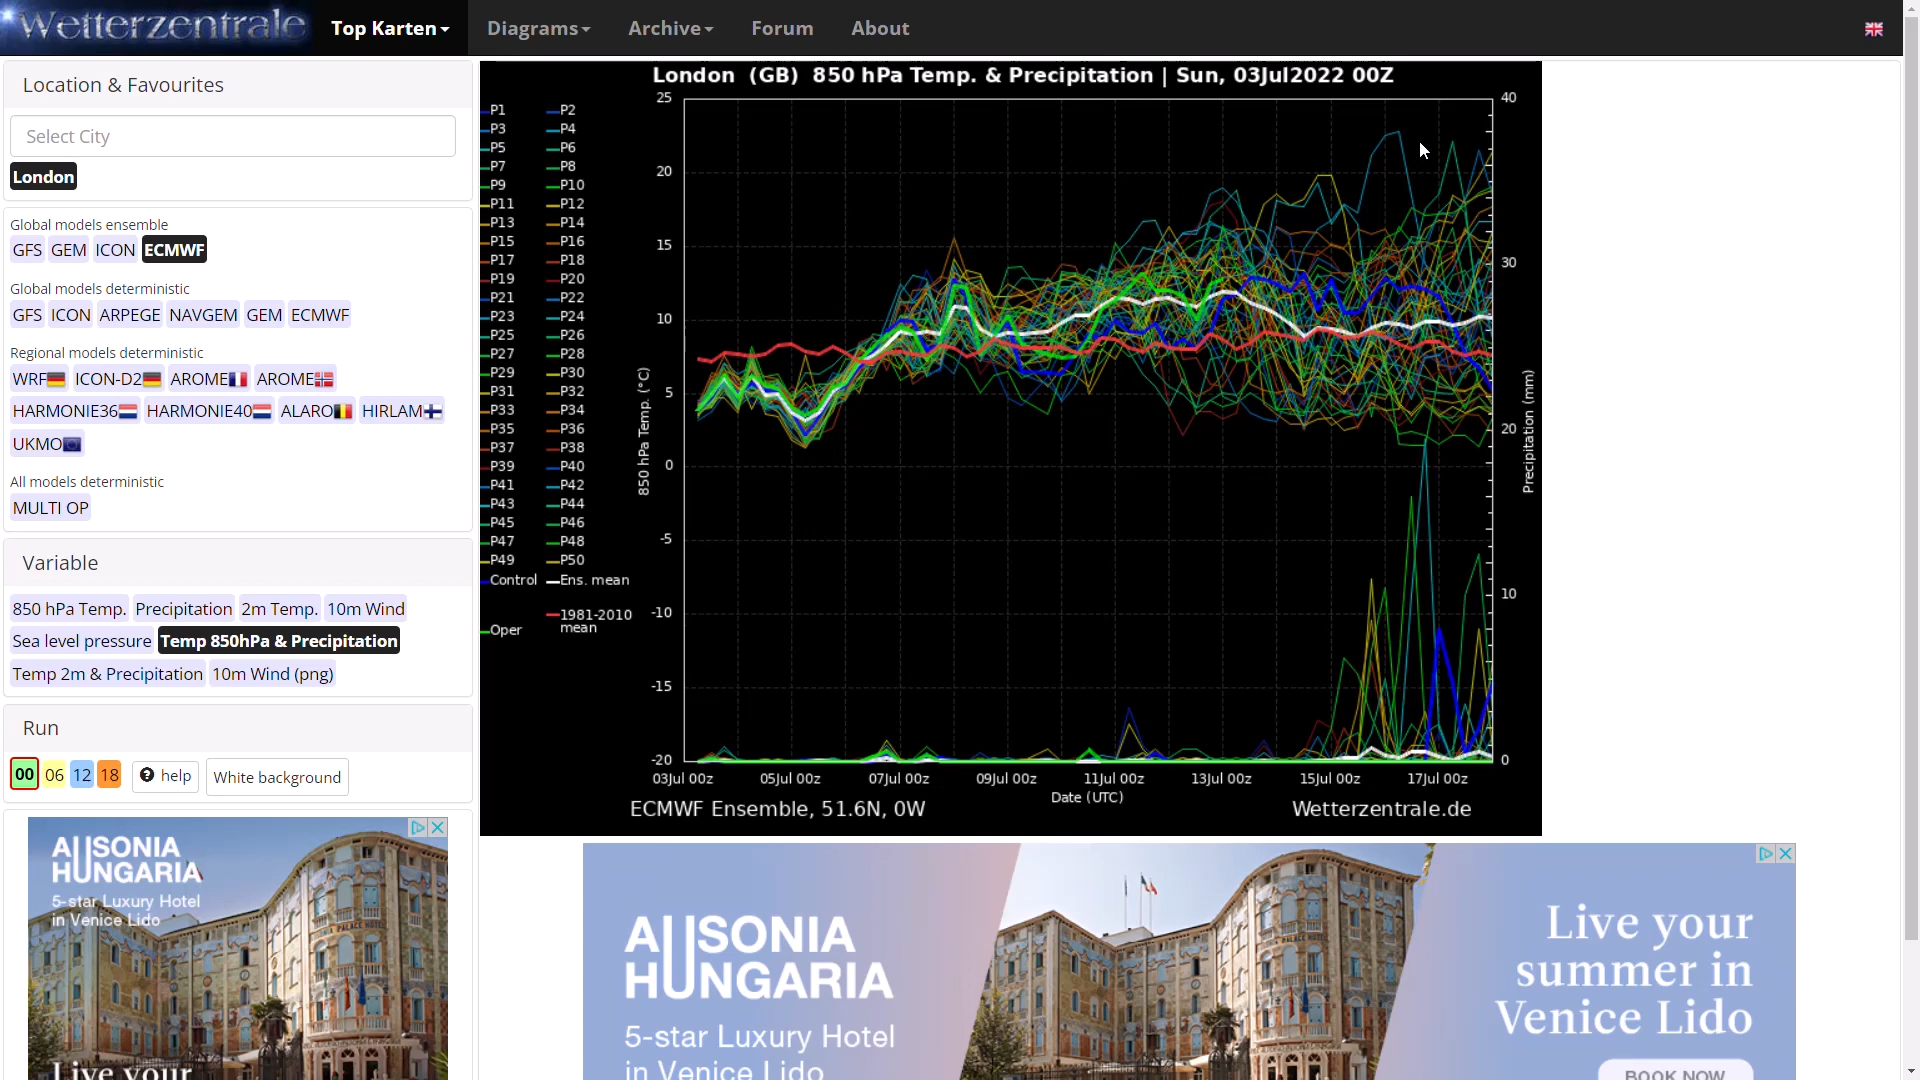 Wetterzentrale
Top Karten
Diagrams
Archive
Forum
About
Location & Favourites
Select City
London
Global models ensemble
GFS GEM ICON ECMWF
Global models deterministic
GFS ICON ARPEGE NAVGEM GEM ECMWF
Regional models deterministic
WRF ICON-D2 AROME AROME
HARMONIE36 HARMONIE40 ALARO HIRLAM
UKMO
All models deterministic
MULTI OP
Variable
850 hPa Temp. Precipitation 2m Temp. 10m Wind
Sea level pressure Temp 850hPa & Precipitation
Temp 2m & Precipitation 10m Wind (png)
Run
00 06 12 18 help White background
London (GB) 850 hPa Temp. & Precipitation | Sun, 03Jul2022 00Z
P1 P2
P3 P4
P5 P6
P7 P8
P9 P10
P11 P12
P13 P14
P15 P16
P17 P18
P19 P20
P21 P22
P23 P24
P25 P26
P27 P28
P29 P30
P31 P32
P33 P34
P35 P36
P37 P38
P39 P40
P41 P42
P43 P44
P45 P46
P47 P48
P49 P50
Control Ens. mean
1981-2010
mean
Oper
850 hPa Temp. (°C)
25
20
15
10
5
0
-5
-10
-15
-20
40
30
20
10
0
Precipitation (mm)
03Jul 00z 05Jul 00z 07Jul 00z 09Jul 00z 11Jul 00z 13Jul 00z 15Jul 00z 17Jul 00z
Date (UTC)
ECMWF Ensemble, 51.6N, 0W
Wetterzentrale.de
AUSONIA
HUNGARIA
5-star Luxury Hotel
in Venice Lido
Live your
AUSONIA
HUNGARIA
5-star Luxury Hotel
in Venice Lido
Live your
summer in
Venice Lido
BOOK NOW